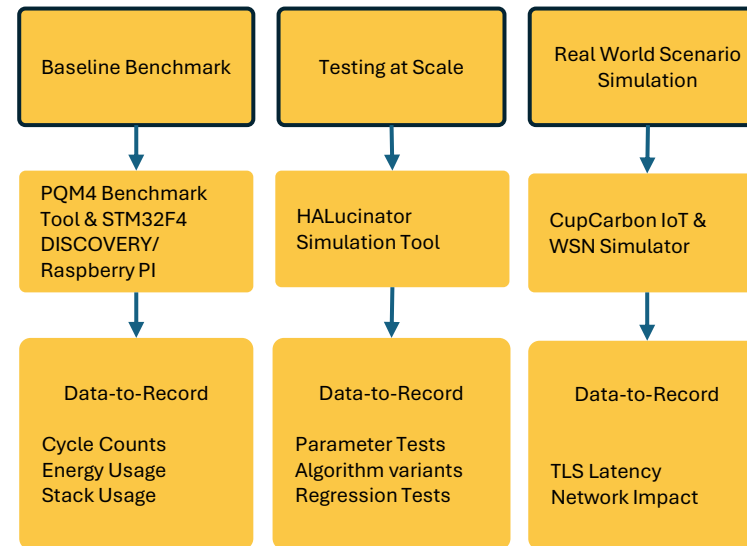 Baseline Benchmark
Testing at Scale
Real World Scenario
Simulation
PQM4 Benchmark
Tool & STM32F4
DISCOVERY/
Raspberry PI
HALucinator
Simulation Tool
CupCarbon IoT &
WSN Simulator
Data-to-Record
Cycle Counts
Energy Usage
Stack Usage
Data-to-Record
Parameter Tests
Algorithm variants
Regression Tests
Data-to-Record
TLS Latency
Network Impact